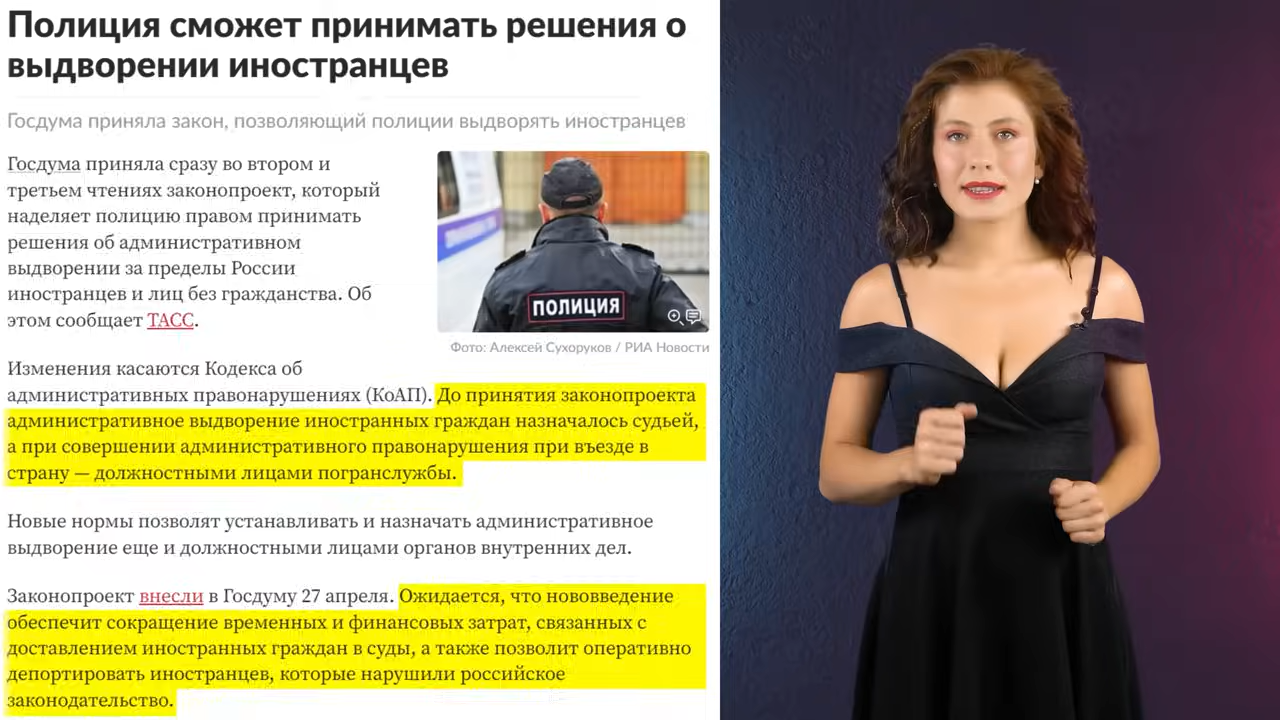 Полиция сможет принимать решения о
выдворении иностранцев
Госдума приняла закон, позволяющий полиции выдворять иностранцев
Госдума приняла сразу во втором и
третьем чтениях законопроект, который
наделяет полицию правом принимать
решения об административном
выдворении за пределы России
иностранцев и лиц без гражданства. Об
этом сообщает ТАСС.
ПОЛИЦИЯ
Фото: Алексей Сухоруков / РИА Новости
Изменения касаются Кодекса об
административных правонарушениях (КоАП). До принятия законопроекта
административное выдворение иностранных граждан назначалось судьей,
а при совершении административного правонарушения при въезде в
страну — должностными лицами погранслужбы.
Новые нормы позволят устанавливать и назначать административное
выдворение еще и должностными лицами органов внутренних дел.
Законопроект внесли в Госдуму 27 апреля. Ожидается, что нововведение
обеспечит сокращение временных и финансовых затрат, связанных с
доставлением иностранных граждан в суды, а также позволит оперативно
депортировать иностранцев, которые нарушили российское
законодательство.